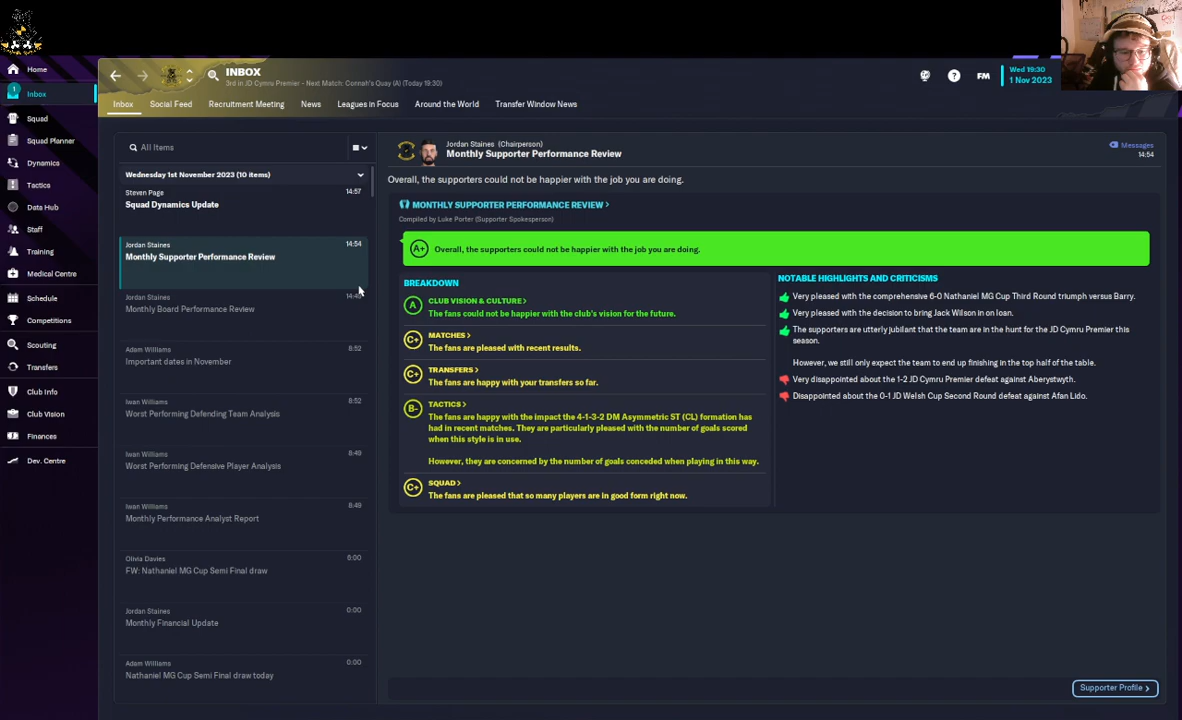 Home
1
Inbox
Squad
Squad Planner
Dynamics
Tactics
Data Hub
Staff
Training
Medical Centre
Schedule
Competitions
Scouting
Transfers
Club Info
Club Vision
Finances
Dev. Centre
INBOX
3rd in JD Cymru Premier - Next Match: Connah's Quay (A) (Today 19:30)
FM
Wed 19:30
1 Nov 2023
Inbox
Social Feed
Recruitment Meeting
News
Leagues in Focus
Around the World
Transfer Window News
All Items
Wednesday 1st November 2023 (10 items)
Steven Page 14:57
Squad Dynamics Update
Jordan Staines 14:54
Monthly Supporter Performance Review
Jordan Staines
Monthly Board Performance Review
Adam Williams 8:52
Important dates in November
Iwan Williams 8:52
Worst Performing Defending Team Analysis
Iwan Williams 8:49
Worst Performing Defensive Player Analysis
Iwan Williams 8:49
Monthly Performance Analyst Report
Olivia Davies 6:00
FW: Nathaniel MG Cup Semi Final draw
Jordan Staines 0:00
Monthly Financial Update
Adam Williams 0:00
Nathaniel MG Cup Semi Final draw today
Jordan Staines (Chairperson)
Monthly Supporter Performance Review
Messages
14:54
Overall, the supporters could not be happier with the job you are doing.
MONTHLY SUPPORTER PERFORMANCE REVIEW >
Compiled by Luke Porter (Supporter Spokesperson)
A+ Overall, the supporters could not be happier with the job you are doing.
BREAKDOWN
A CLUB VISION & CULTURE >
The fans could not be happier with the club's vision for the future.
C+ MATCHES >
The fans are pleased with recent results.
C+ TRANSFERS >
The fans are happy with your transfers so far.
B- TACTICS >
The fans are happy with the impact the 4-1-3-2 DM Asymmetric ST (CL) formation has
had in recent matches. They are particularly pleased with the number of goals scored
when this style is in use.
However, they are concerned by the number of goals conceded when playing in this way.
C+ SQUAD >
The fans are pleased that so many players are in good form right now.
NOTABLE HIGHLIGHTS AND CRITICISMS
Very pleased with the comprehensive 6-0 Nathaniel MG Cup Third Round triumph versus Barry.
Very pleased with the decision to bring Jack Wilson in on loan.
The supporters are utterly jubilant that the team are in the hunt for the JD Cymru Premier this
season.
However, we still only expect the team to end up finishing in the top half of the table.
Very disappointed about the 1-2 JD Cymru Premier defeat against Aberystwyth.
Disappointed about the 0-1 JD Welsh Cup Second Round defeat against Afan Lido.
Supporter Profile >